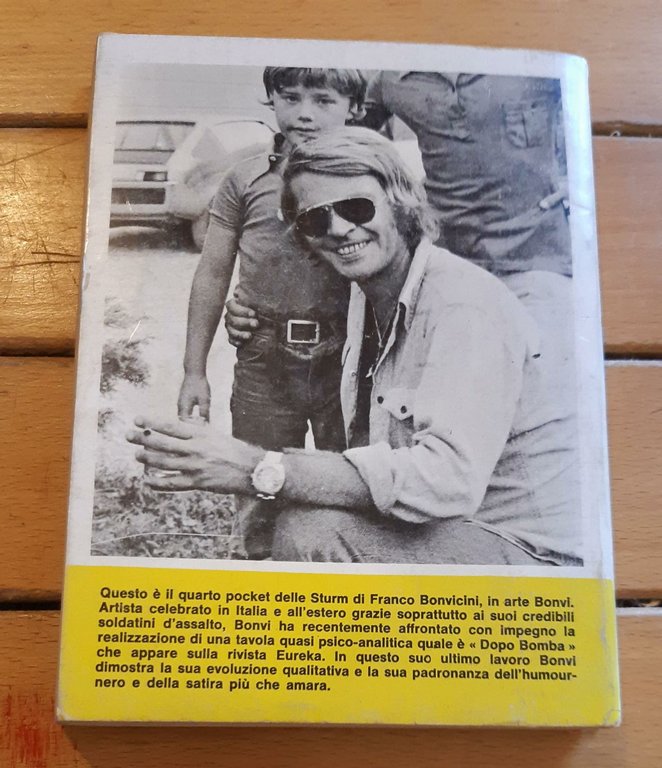 Questo è il quarto pocket delle Sturm di Franco Bonvicini, in arte Bonvi.
Artista celebrato in Italia e all'estero grazie soprattutto ai suoi credibili
soldatini d'assalto, Bonvi ha recentemente affrontato con impegno la
realizzazione di una tavola quasi psico-analitica quale è « Dopo Bomba »
che appare sulla rivista Eureka. In questo suo ultimo lavoro Bonvi
dimostra la sua evoluzione qualitativa e la sua padronanza dell'humour-
nero e della satira più che amara.